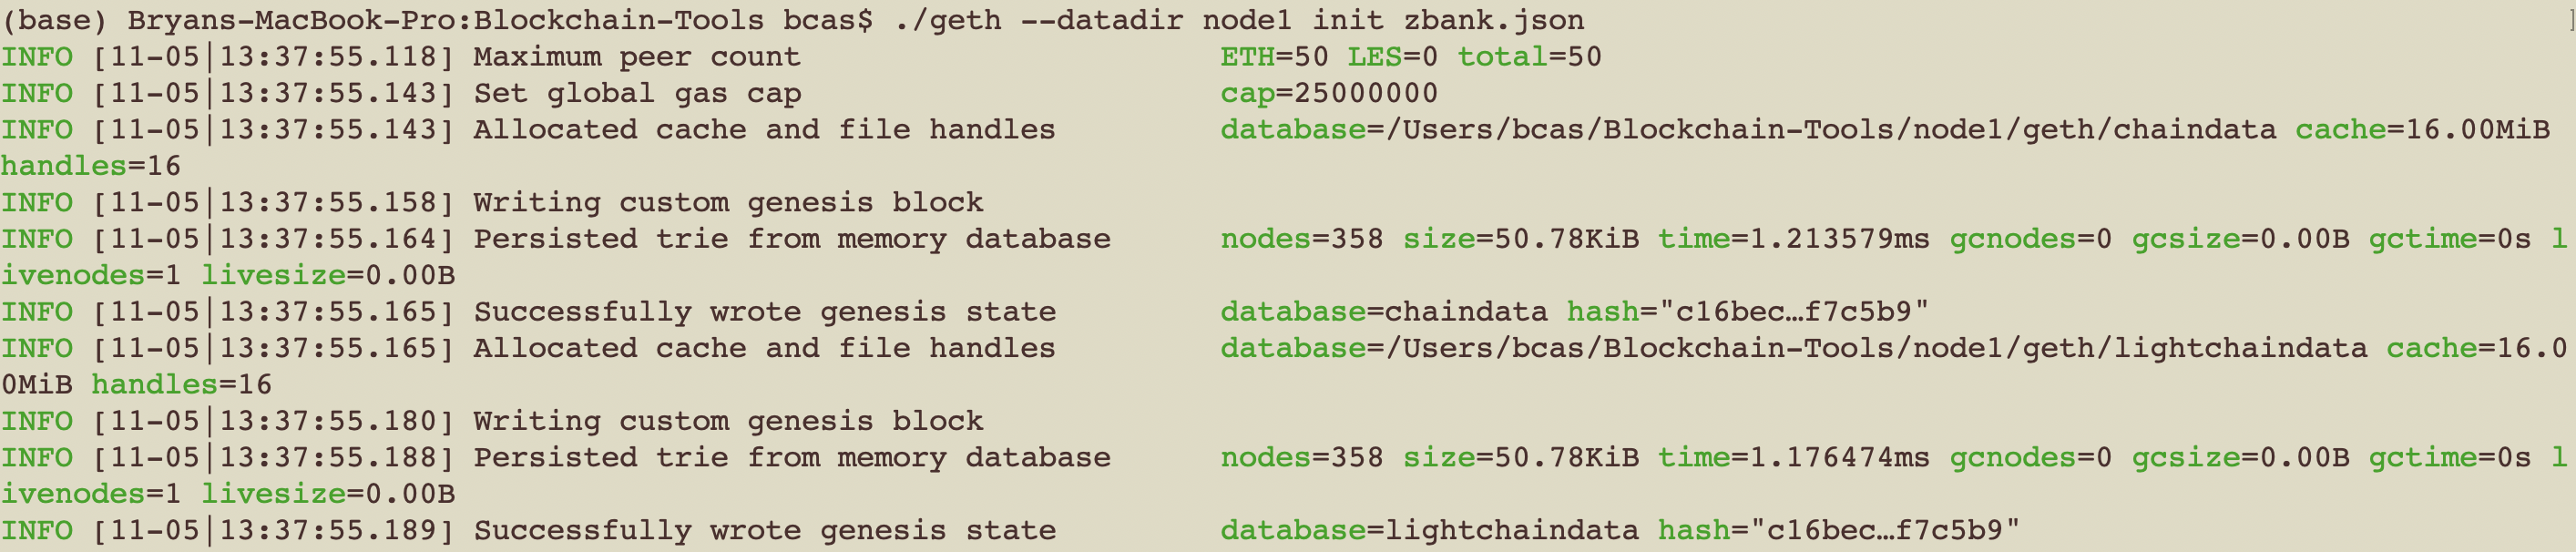 (base) Bryans-MacBook-Pro:Blockchain-Tools bcas$ ./geth --datadir node1 init zbank.json ]
INFO [11-05|13:37:55.118] Maximum peer count                       ETH=50 LES=0 total=50
INFO [11-05|13:37:55.143] Set global gas cap                       cap=25000000
INFO [11-05|13:37:55.143] Allocated cache and file handles         database=/Users/bcas/Blockchain-Tools/node1/geth/chaindata cache=16.00MiB
handles=16
INFO [11-05|13:37:55.158] Writing custom genesis block
INFO [11-05|13:37:55.164] Persisted trie from memory database      nodes=358 size=50.78KiB time=1.213579ms gcnodes=0 gcsize=0.00B gctime=0s l
ivenodes=1 livesize=0.00B
INFO [11-05|13:37:55.165] Successfully wrote genesis state         database=chaindata hash="c16bec…f7c5b9"
INFO [11-05|13:37:55.165] Allocated cache and file handles         database=/Users/bcas/Blockchain-Tools/node1/geth/lightchaindata cache=16.0
0MiB handles=16
INFO [11-05|13:37:55.180] Writing custom genesis block
INFO [11-05|13:37:55.188] Persisted trie from memory database      nodes=358 size=50.78KiB time=1.176474ms gcnodes=0 gcsize=0.00B gctime=0s l
ivenodes=1 livesize=0.00B
INFO [11-05|13:37:55.189] Successfully wrote genesis state         database=lightchaindata hash="c16bec…f7c5b9"